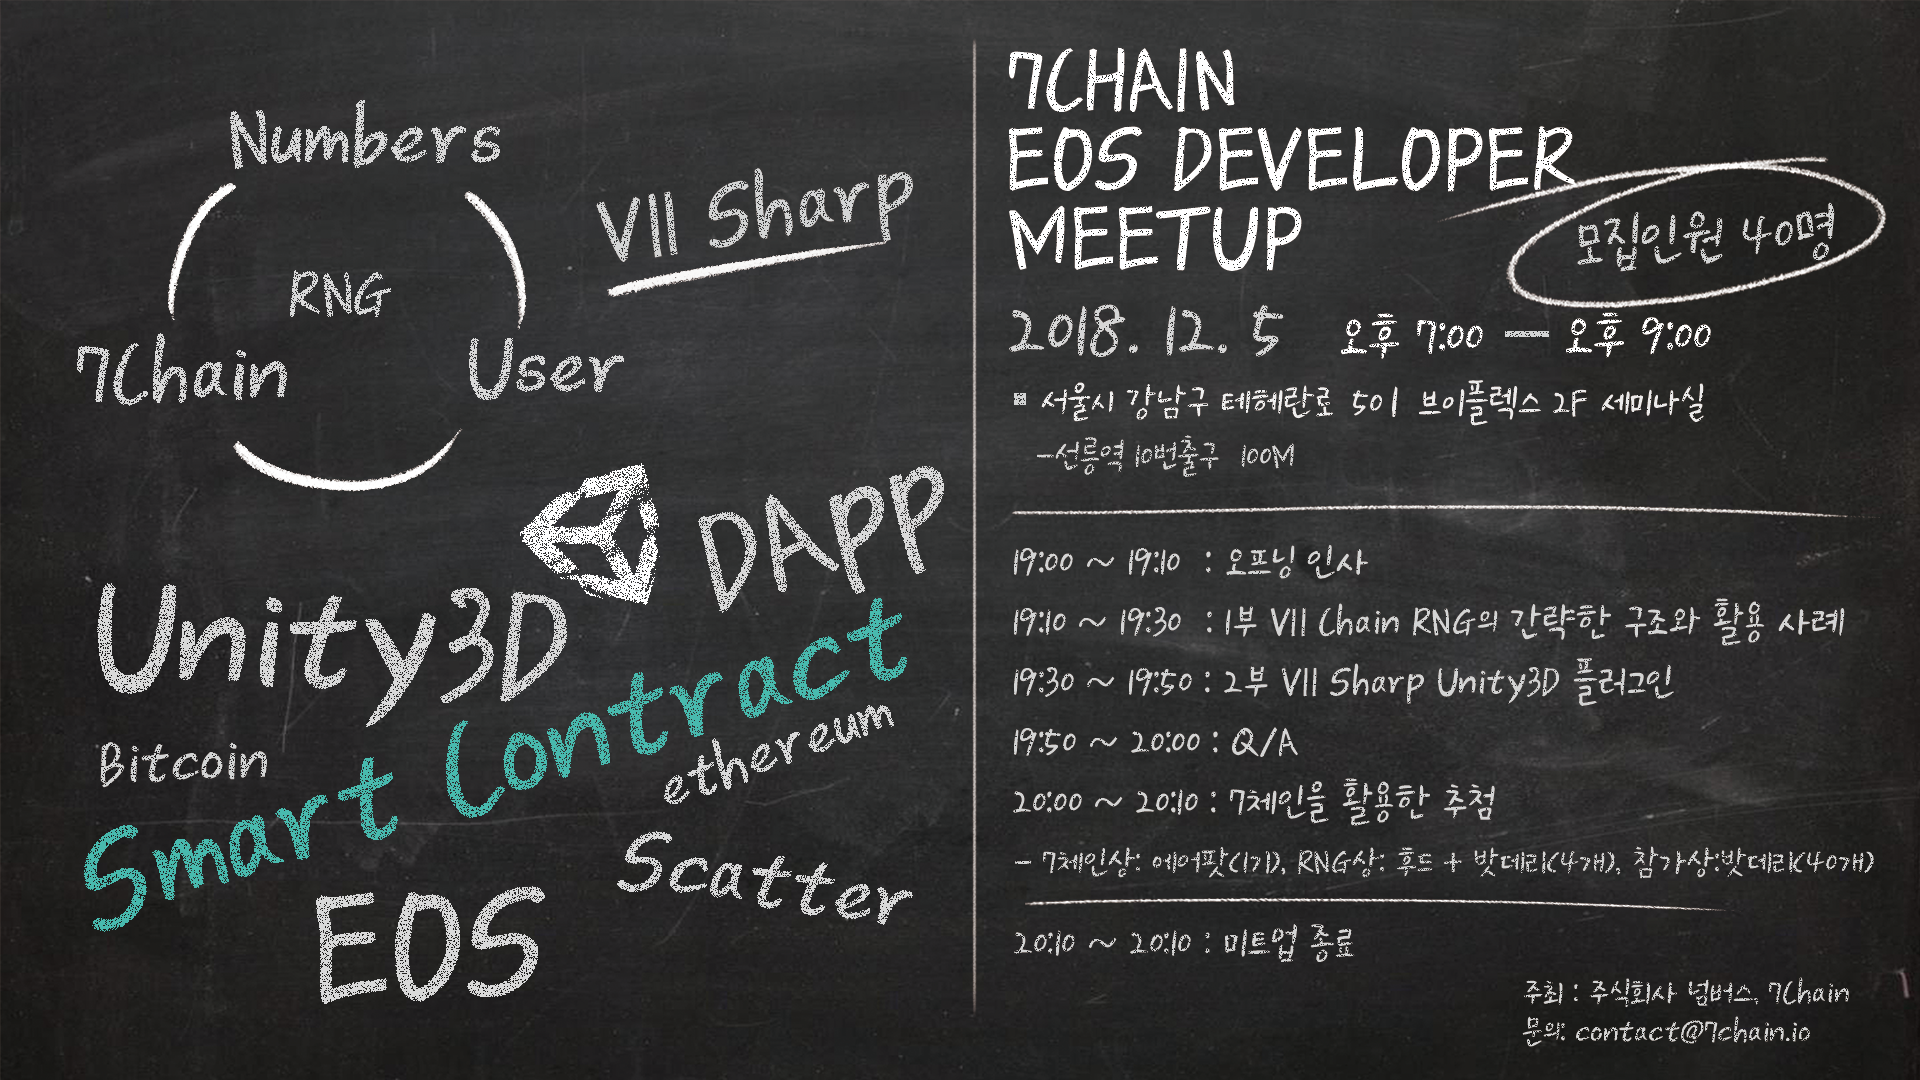 Numbers
RNG
7Chain
User
VII Sharp
Unity3D
DAPP
Smart Contract
Bitcoin
ethereum
Scatter
EOS
7CHAIN
EOS DEVELOPER
MEETUP
모집인원 40명
2018. 12. 5 오후 7:00 — 오후 9:00
▪ 서울시 강남구 테헤란로 501 브이플렉스 2F 세미나실
-선릉역 10번출구 100M
19:00 ~ 19:10 : 오프닝 인사
19:10 ~ 19:30 : 1부 VII Chain RNG의 간략한 구조와 활용 사례
19:30 ~ 19:50 : 2부 VII Sharp Unity3D 플러그인
19:50 ~ 20:00 : Q/A
20:00 ~ 20:10 : 7체인을 활용한 추첨
- 7체인상: 에어팟(1기), RNG상: 후드 + 밧데리(4개), 참가상:밧데리(40개)
20:10 ~ 20:10 : 미트업 종료
주최 : 주식회사 넘버스, 7Chain
문의: contact@7chain.io